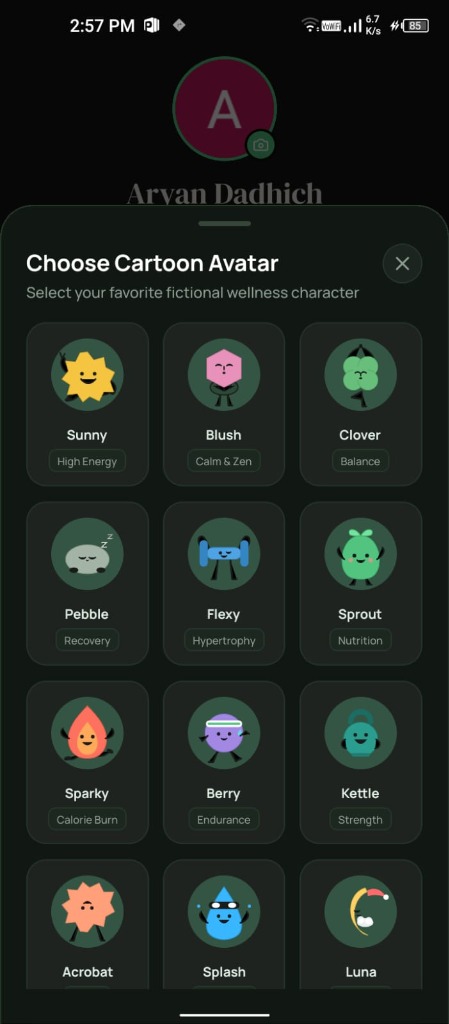 2:57 PM
VoWiFi
6.7
K/s
85
A
Aryan Dadhich
Choose Cartoon Avatar
Select your favorite fictional wellness character
Sunny Blush Clover
High Energy Calm & Zen Balance
z z
Pebble Flexy Sprout
Recovery Hypertrophy Nutrition
Sparky Berry Kettle
Calorie Burn Endurance Strength
Acrobat Splash Luna